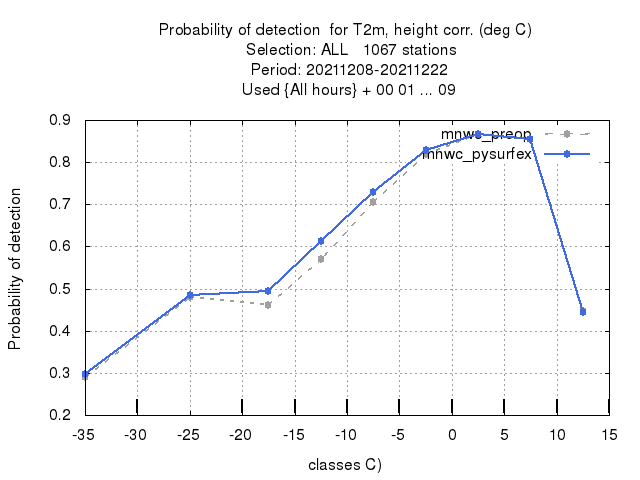 Probability of detection  for T2m, height corr. (deg C)
Selection: ALL   1067 stations
Period: 20211208-20211222
Used {All hours} + 00 01 ... 09
mnwc_preop
mnwc_pysurfex
0.9
0.8
0.7
0.6
0.5
0.4
0.3
0.2
Probability of detection
-35 -30 -25 -20 -15 -10 -5 0 5 10 15
classes C)